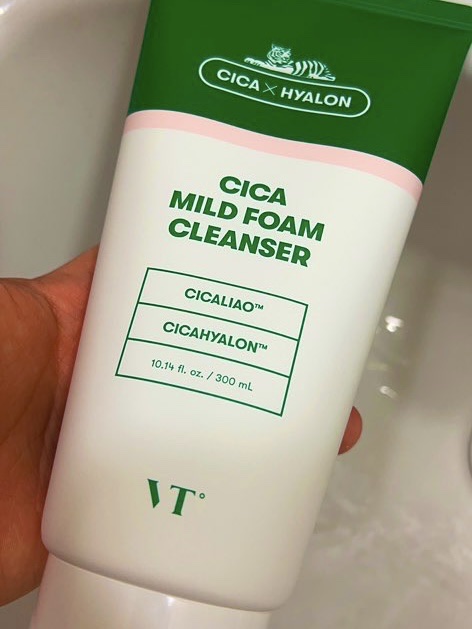 CICA × HYALON
CICA
MILD FOAM
CLEANSER
CICALIAO™
CICAHYALON™
10.14 fl. oz. / 300 mL
VT°